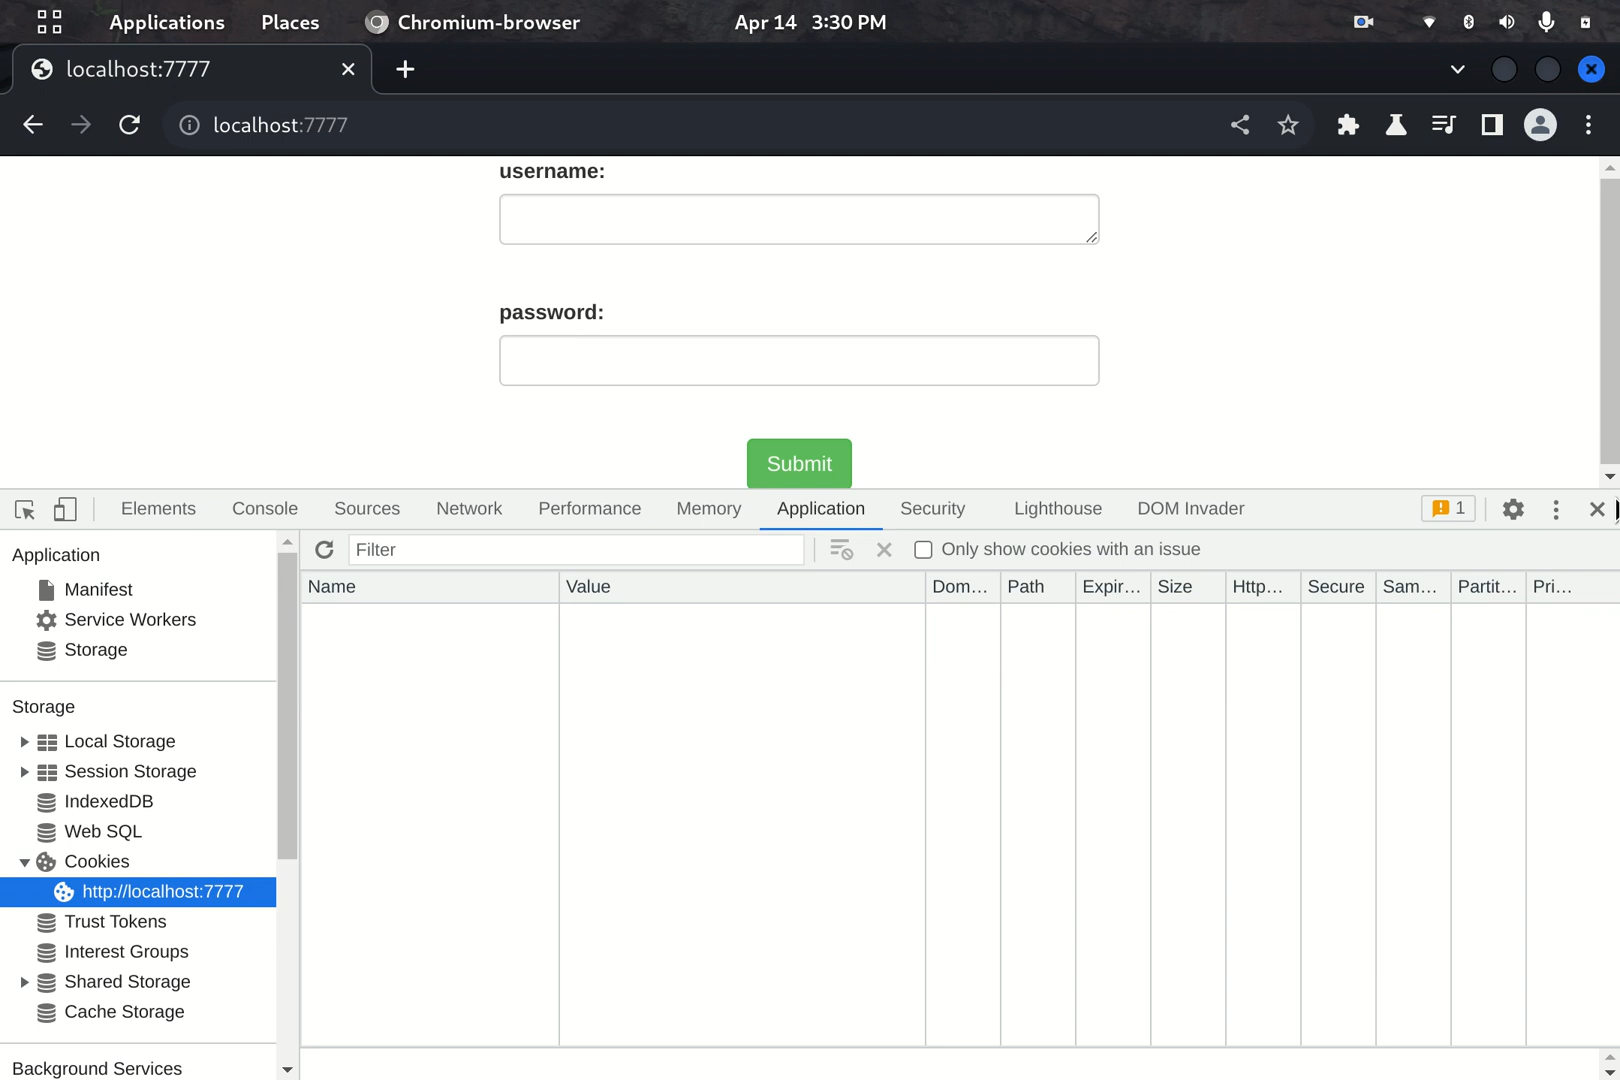 Applications Places Chromium-browser Apr 14 3:30 PM
localhost:7777
localhost:7777
username:
password:
Submit
Elements Console Sources Network Performance Memory Application Security Lighthouse DOM Invader 1
Application
Manifest
Service Workers
Storage
Storage
Local Storage
Session Storage
IndexedDB
Web SQL
Cookies
http://localhost:7777
Trust Tokens
Interest Groups
Shared Storage
Cache Storage
Background Services
Filter Only show cookies with an issue
Name Value Dom... Path Expir... Size Http... Secure Sam... Partit... Pri...